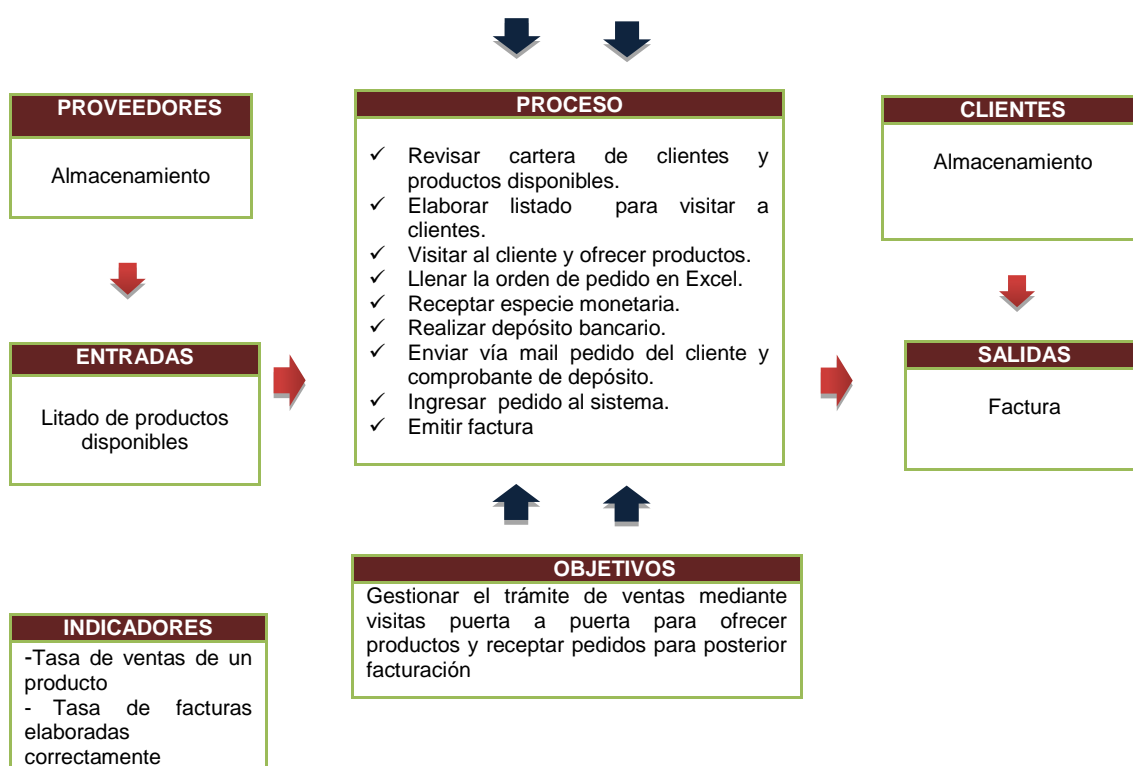 PROVEEDORES
Almacenamiento
ENTRADAS
Litado de productos
disponibles
PROCESO
✓ Revisar cartera de clientes y
productos disponibles.
✓ Elaborar listado para visitar a
clientes.
✓ Visitar al cliente y ofrecer productos.
✓ Llenar la orden de pedido en Excel.
✓ Receptar especie monetaria.
✓ Realizar depósito bancario.
✓ Enviar vía mail pedido del cliente y
comprobante de depósito.
✓ Ingresar pedido al sistema.
✓ Emitir factura
CLIENTES
Almacenamiento
SALIDAS
Factura
OBJETIVOS
Gestionar el trámite de ventas mediante
visitas puerta a puerta para ofrecer
productos y receptar pedidos para posterior
facturación
INDICADORES
-Tasa de ventas de un
producto
- Tasa de facturas
elaboradas
correctamente